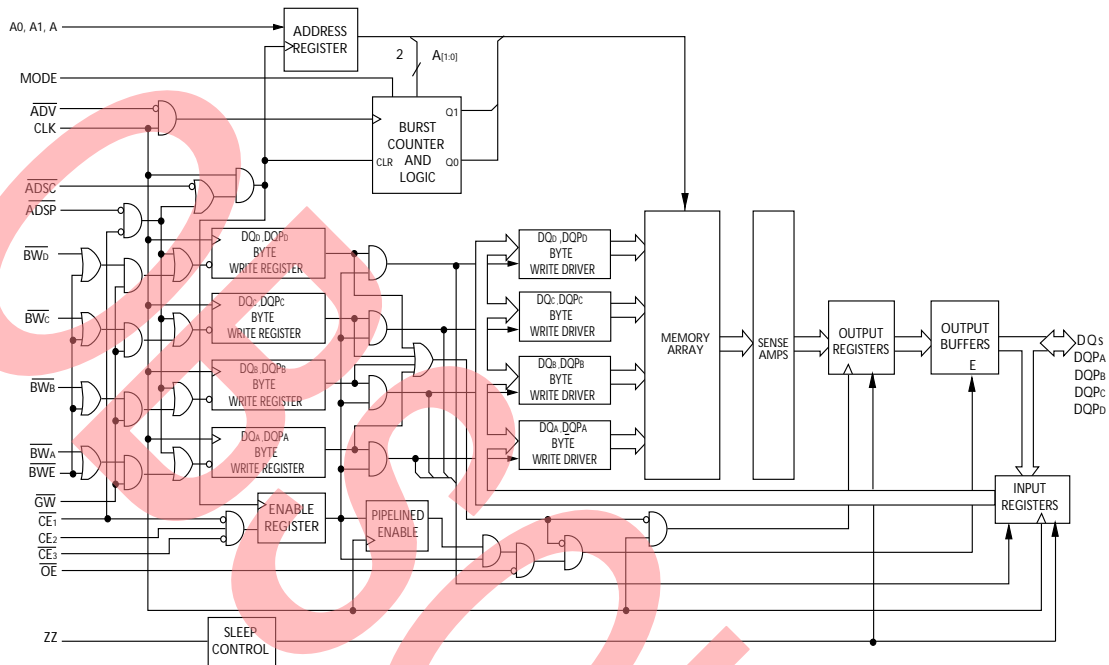 A0, A1, A
ADDRESS
REGISTER
2
A[1:0]
MODE
ADV
CLK
BURST
COUNTER
AND
LOGIC
CLR
Q1
Q0
ADSC
ADSP
BWD
BWC
BWB
BWA
BWE
GW
CE1
CE2
CE3
OE
ZZ
DQD ,DQPD
BYTE
WRITE REGISTER
DQC ,DQPC
BYTE
WRITE REGISTER
DQB ,DQPB
BYTE
WRITE REGISTER
DQA ,DQPA
BYTE
WRITE REGISTER
ENABLE
REGISTER
PIPELINED
ENABLE
SLEEP
CONTROL
DQD ,DQPD
BYTE
WRITE DRIVER
DQC ,DQPC
BYTE
WRITE DRIVER
DQB ,DQPB
BYTE
WRITE DRIVER
DQA ,DQPA
BYTE
WRITE DRIVER
MEMORY
ARRAY
SENSE
AMPS
OUTPUT
REGISTERS
OUTPUT
BUFFERS
E
DQs
DQPA
DQPB
DQPC
DQPD
INPUT
REGISTERS